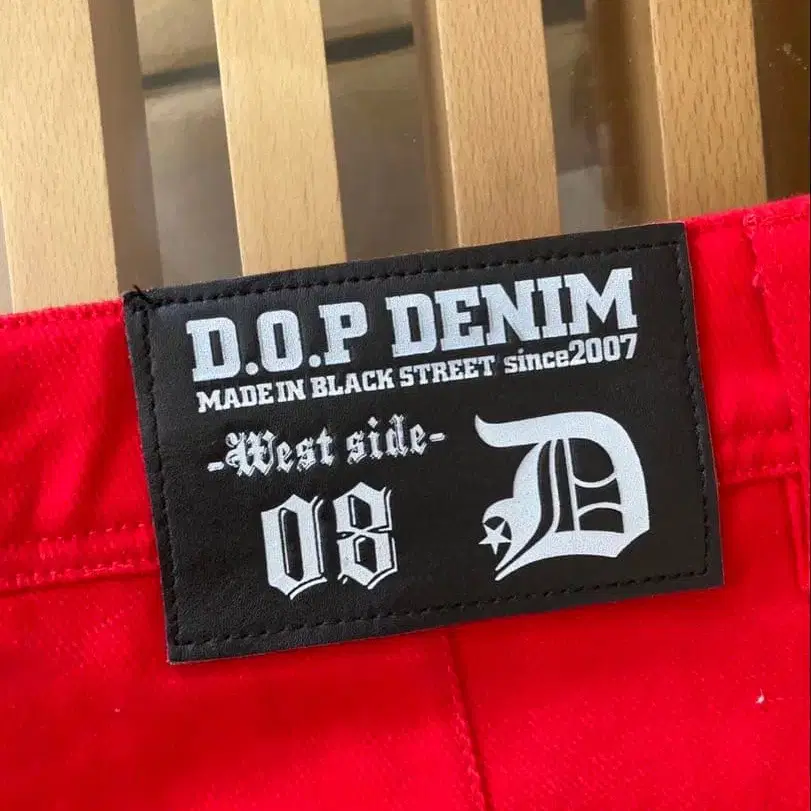 D.O.P DENIM
MADE IN BLACK STREET since2007
-West side-
08
D